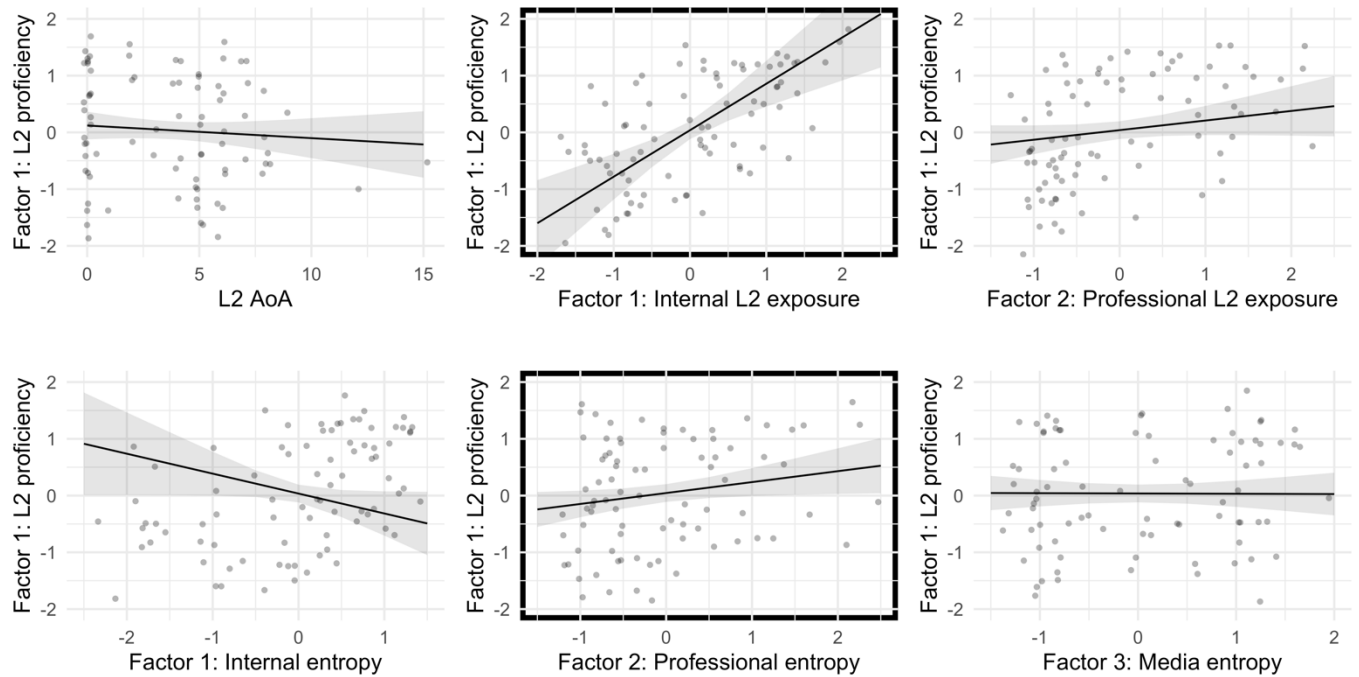 Factor 1: L2 proficiency
2
1
0
-1
-2
0 5 10 15
L2 AoA
Factor 1: L2 proficiency
2
1
0
-1
-2
-2 -1 0 1 2
Factor 1: Internal L2 exposure
Factor 1: L2 proficiency
2
1
0
-1
-2
-1 0 1 2
Factor 2: Professional L2 exposure
Factor 1: L2 proficiency
2
1
0
-1
-2
-2 -1 0 1
Factor 1: Internal entropy
Factor 1: L2 proficiency
2
1
0
-1
-2
-1 0 1 2
Factor 2: Professional entropy
Factor 1: L2 proficiency
2
1
0
-1
-2
-1 0 1 2
Factor 3: Media entropy